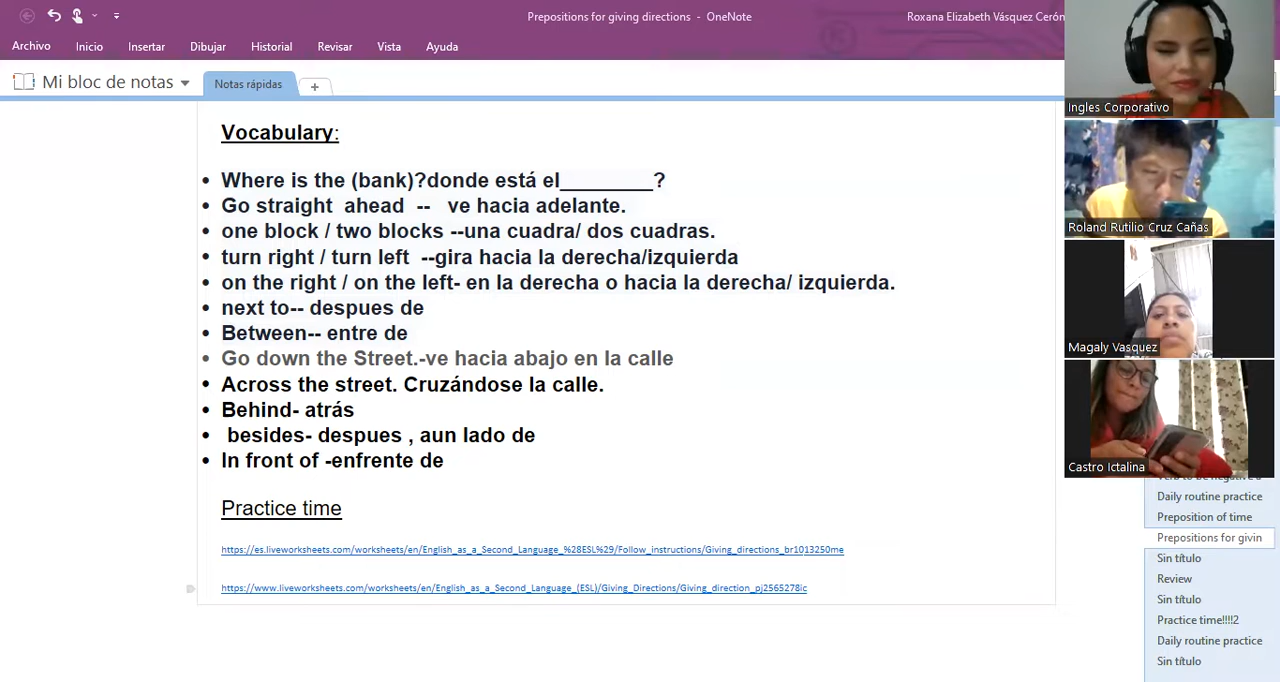 Prepositions for giving directions - OneNote
Roxana Elizabeth Vásquez Cerón
Archivo Inicio Insertar Dibujar Historial Revisar Vista Ayuda
Mi bloc de notas
Notas rápidas
+
Vocabulary:
• Where is the (bank)?donde está el________?
• Go straight ahead -- ve hacia adelante.
• one block / two blocks --una cuadra/ dos cuadras.
• turn right / turn left --gira hacia la derecha/izquierda
• on the right / on the left- en la derecha o hacia la derecha/ izquierda.
• next to-- despues de
• Between-- entre de
• Go down the Street.-ve hacia abajo en la calle
• Across the street. Cruzándose la calle.
• Behind- atrás
• besides- despues , aun lado de
• In front of -enfrente de
Practice time
https://es.liveworksheets.com/worksheets/en/English_as_a_Second_Language_%28ESL%29/Follow_instructions/Giving_directions_br1013250me
https://www.liveworksheets.com/worksheets/en/English_as_a_Second_Language_(ESL)/Giving_Directions/Giving_direction_pj2565278ic
Ingles Corporativo
Roland Rutilio Cruz Cañas
Magaly Vasquez
Castro Ictalina
Daily routine practice
Preposition of time
Prepositions for givin
Sin título
Review
Sin título
Practice time!!!!2
Daily routine practice
Sin título